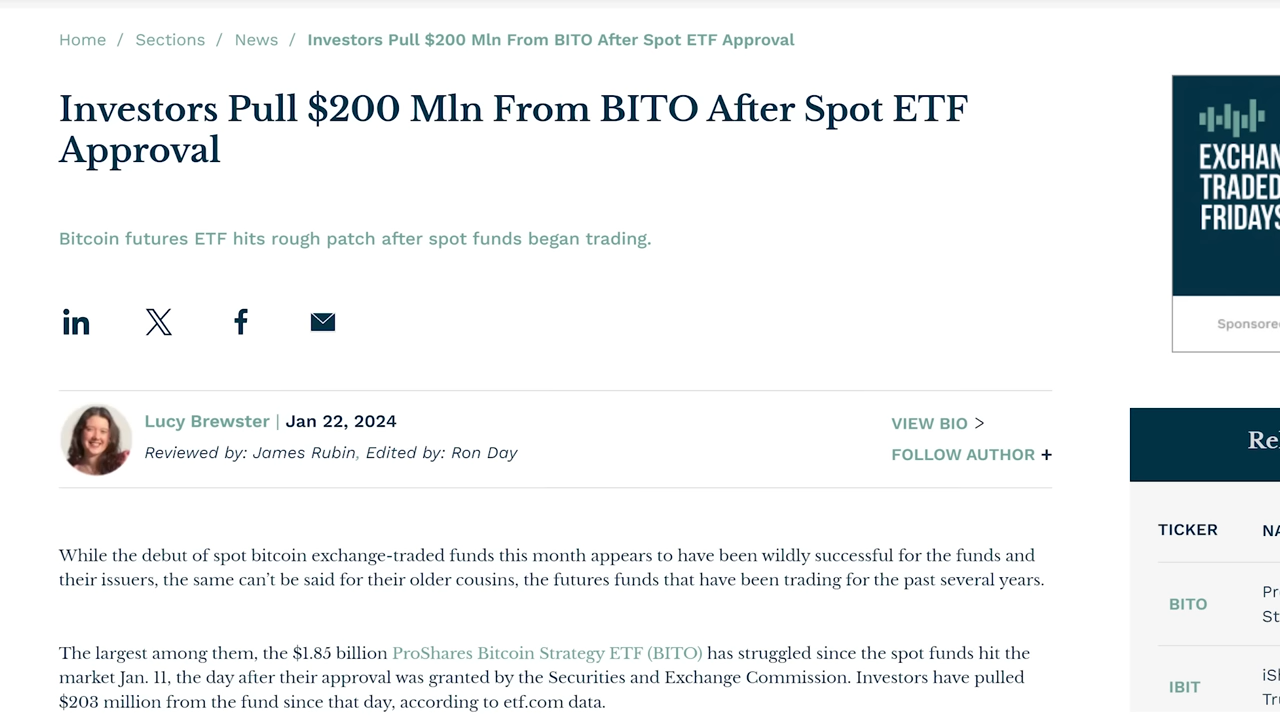 Home / Sections / News / Investors Pull $200 Mln From BITO After Spot ETF Approval
Investors Pull $200 Mln From BITO After Spot ETF
Approval
Bitcoin futures ETF hits rough patch after spot funds began trading.
Lucy Brewster | Jan 22, 2024
Reviewed by: James Rubin, Edited by: Ron Day
VIEW BIO >
FOLLOW AUTHOR +
While the debut of spot bitcoin exchange-traded funds this month appears to have been wildly successful for the funds and
their issuers, the same can’t be said for their older cousins, the futures funds that have been trading for the past several years.
The largest among them, the $1.85 billion ProShares Bitcoin Strategy ETF (BITO) has struggled since the spot funds hit the
market Jan. 11, the day after their approval was granted by the Securities and Exchange Commission. Investors have pulled
$203 million from the fund since that day, according to etf.com data.
EXCHAN
TRADED
FRIDAYS
Sponsore
Re
TICKER NA
BITO Pr
St
IBIT iSh
Tru